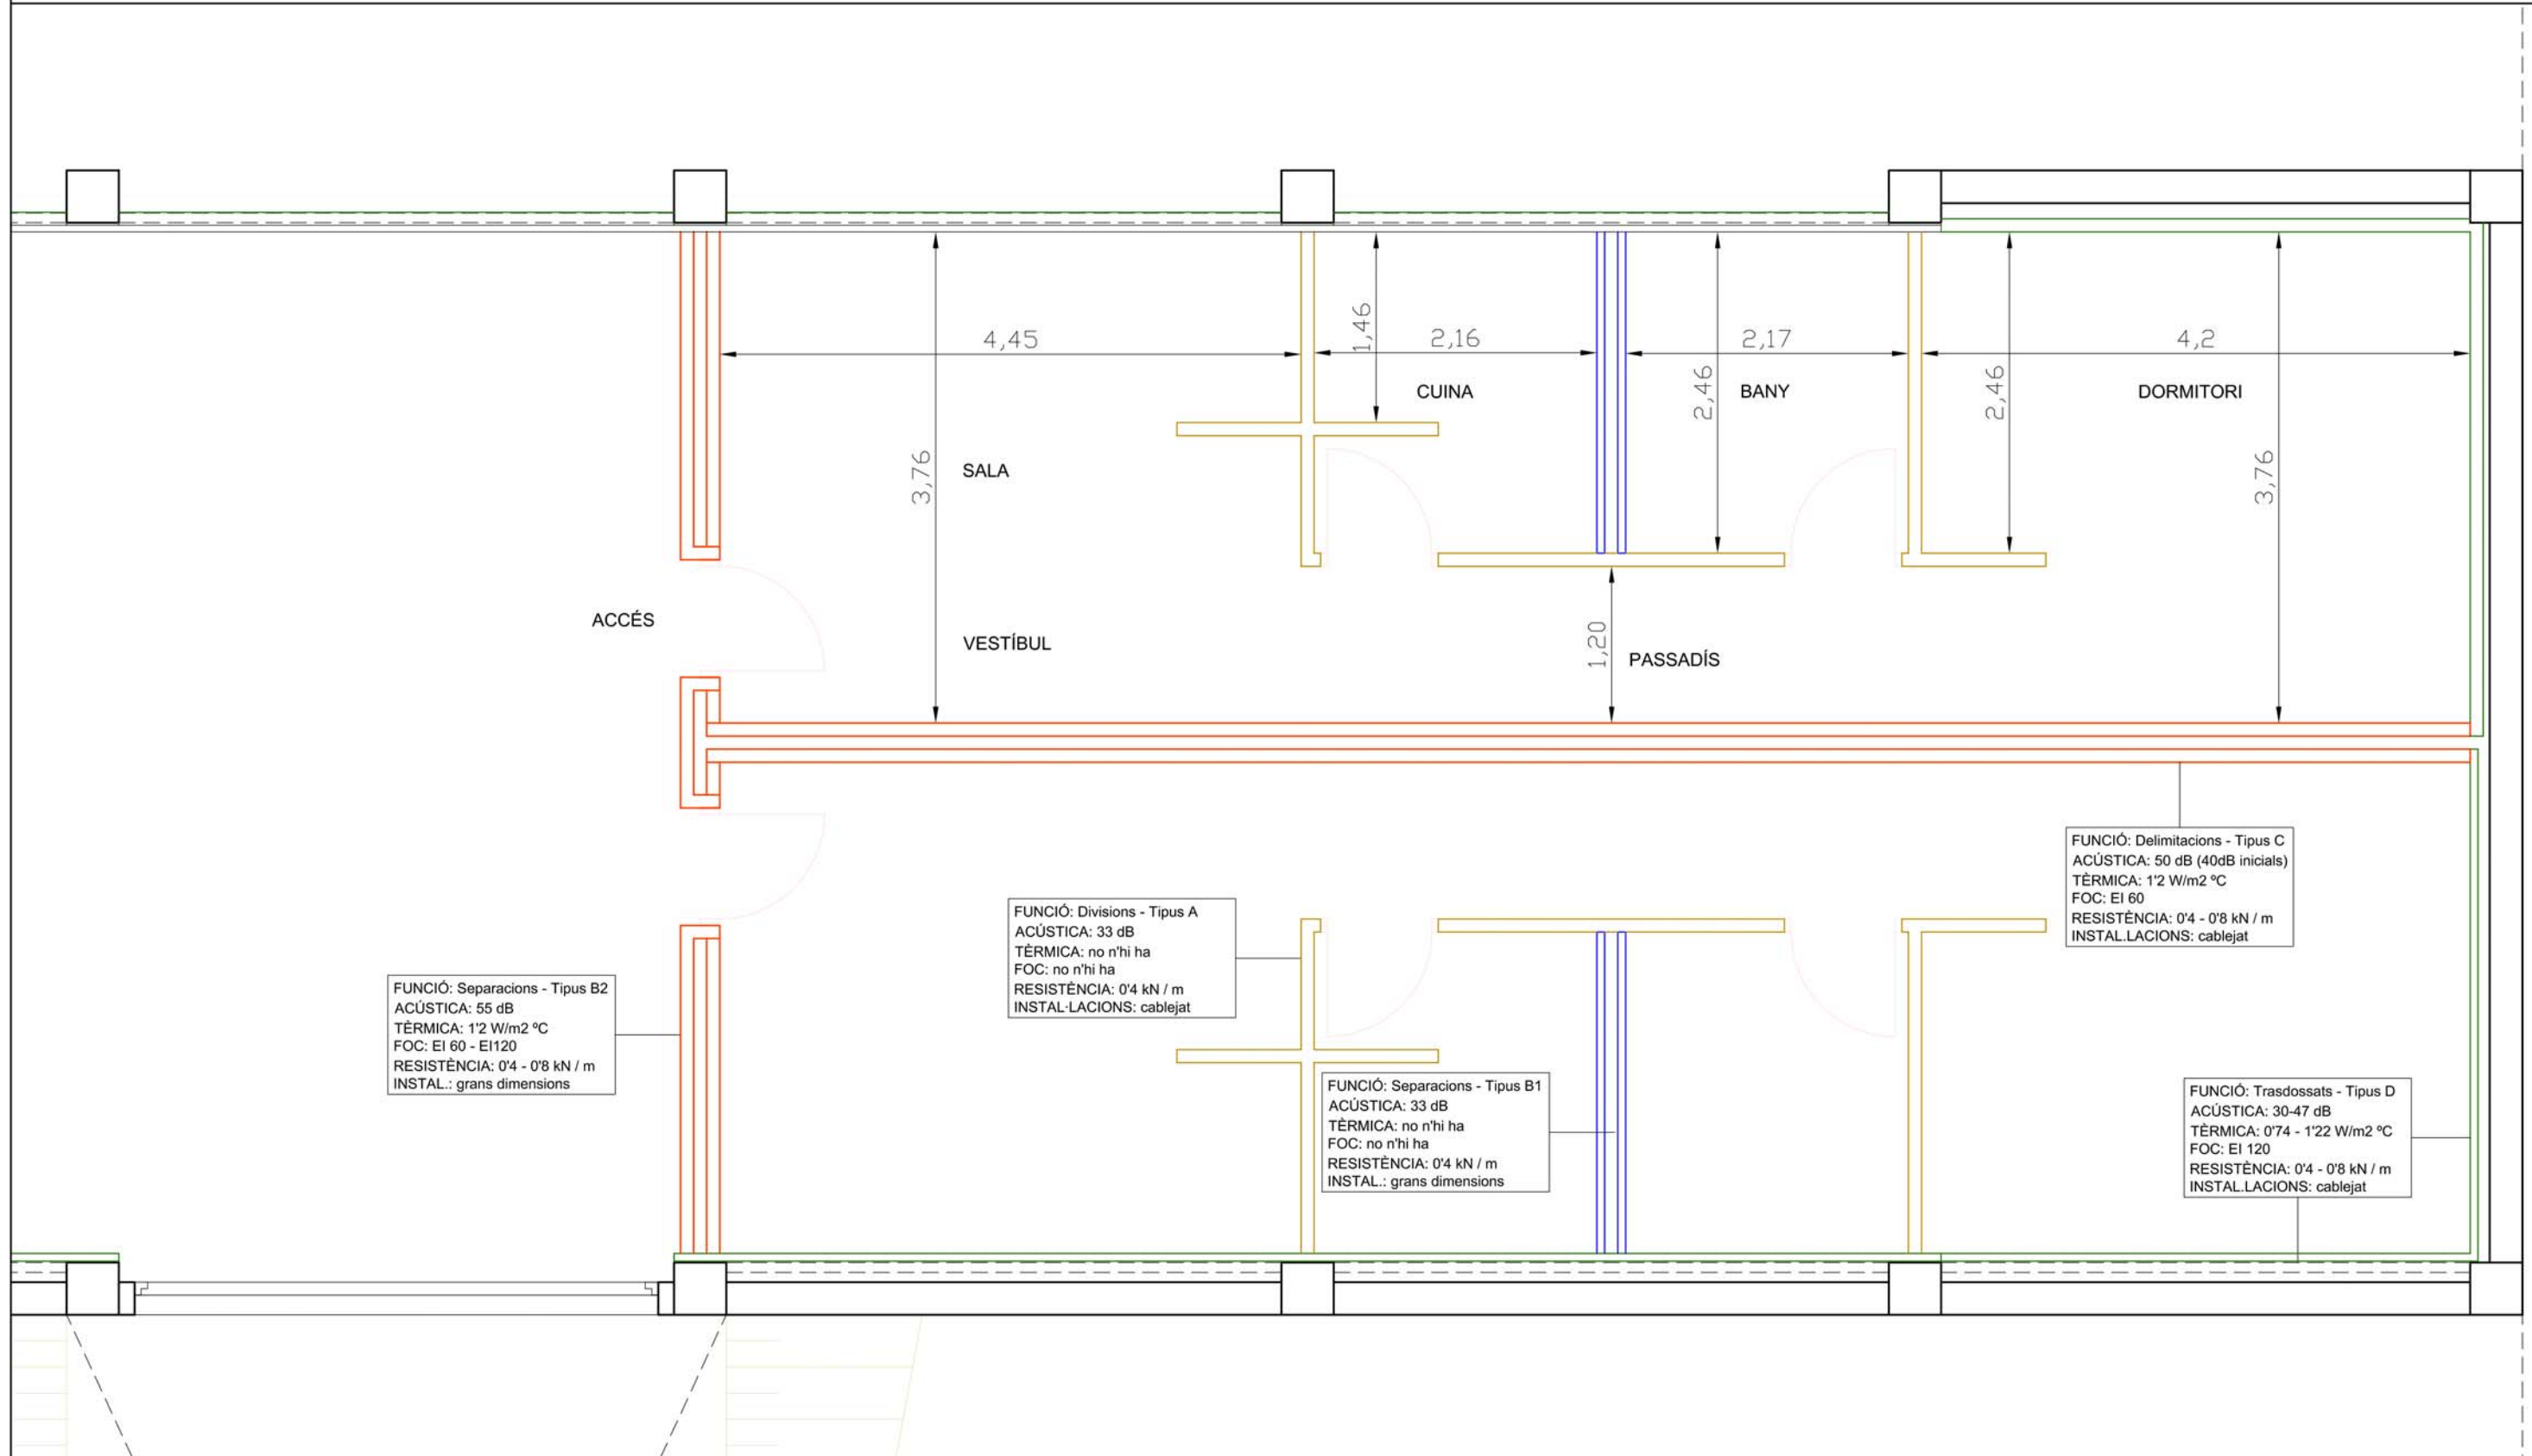 4,45
1,46
2,16
2,17
4,2
CUINA
BANY
DORMITORI
2,46
2,46
3,76
SALA
3,76
ACCÉS
VESTÍBUL
1,20
PASSADÍS
FUNCIÓ: Delimitacions - Tipus C
ACÚSTICA: 50 dB (40dB inicials)
TÈRMICA: 1'2 W/m2 ºC
FOC: EI 60
RESISTÈNCIA: 0'4 - 0'8 kN / m
INSTAL.LACIONS: cablejat
FUNCIÓ: Divisions - Tipus A
ACÚSTICA: 33 dB
TÈRMICA: no n'hi ha
FOC: no n'hi ha
RESISTÈNCIA: 0'4 kN / m
INSTAL·LACIONS: cablejat
FUNCIÓ: Separacions - Tipus B2
ACÚSTICA: 55 dB
TÈRMICA: 1'2 W/m2 ºC
FOC: EI 60 - EI120
RESISTÈNCIA: 0'4 - 0'8 kN / m
INSTAL.: grans dimensions
FUNCIÓ: Separacions - Tipus B1
ACÚSTICA: 33 dB
TÈRMICA: no n'hi ha
FOC: no n'hi ha
RESISTÈNCIA: 0'4 kN / m
INSTAL.: grans dimensions
FUNCIÓ: Trasdossats - Tipus D
ACÚSTICA: 30-47 dB
TÈRMICA: 0'74 - 1'22 W/m2 ºC
FOC: EI 120
RESISTÈNCIA: 0'4 - 0'8 kN / m
INSTAL.LACIONS: cablejat